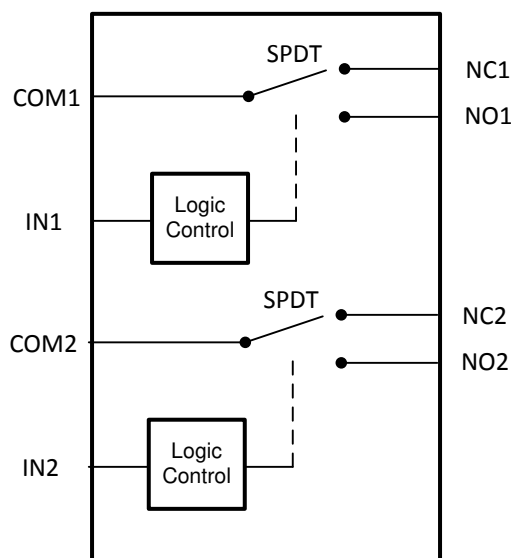 SPDT
NC1
COM1
NO1
IN1
Logic
Control
SPDT
NC2
COM2
NO2
IN2
Logic
Control